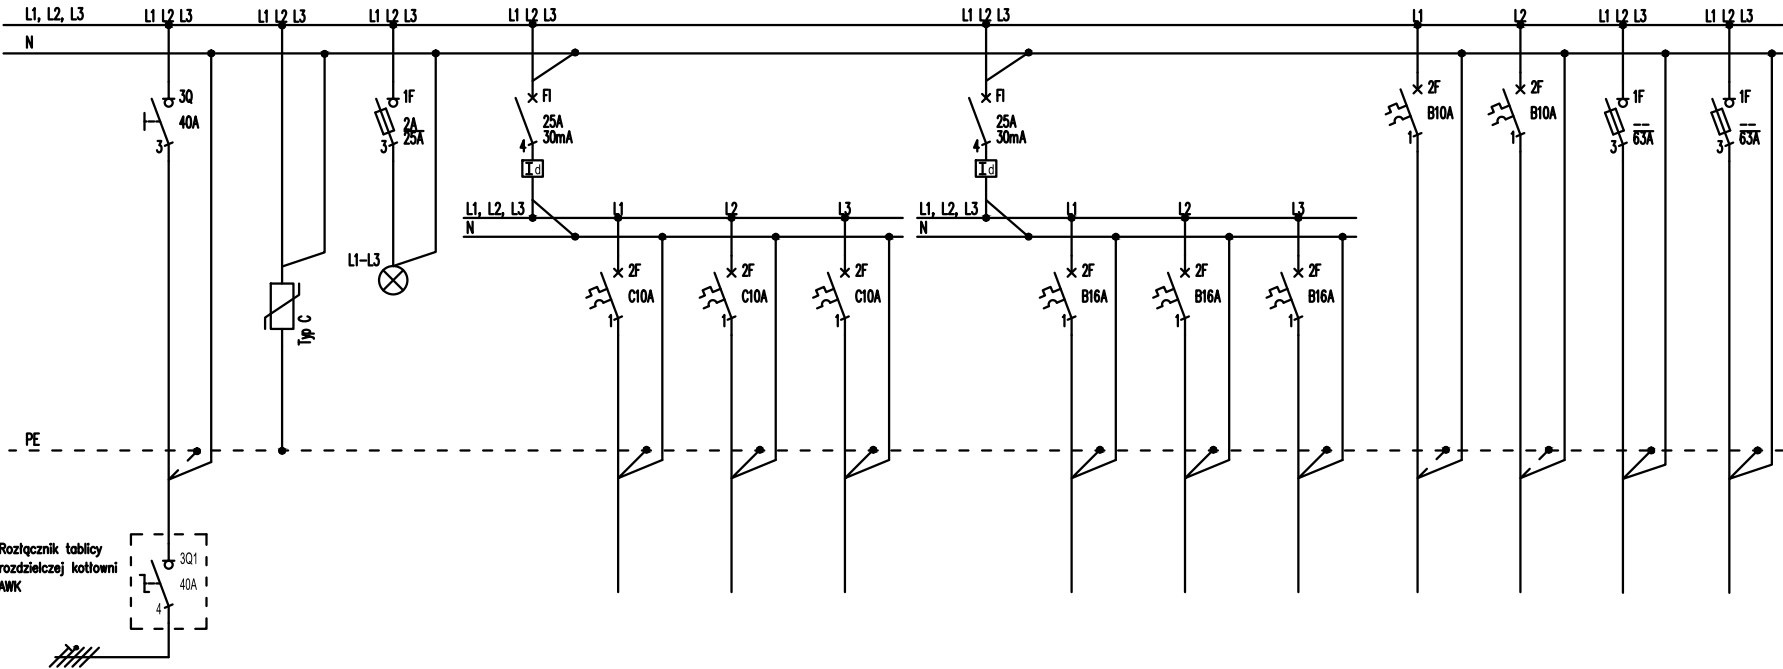 L1, L2, L3
L1 L2 L3
L1 L2 L3
L1 L2 L3
L1 L2 L3
L1 L2 L3
L1
L2
L1 L2 L3
L1 L2 L3
N
3Q
40A
3
1F
2A
25A
3
FI
25A
30mA
4
Id
FI
25A
30mA
4
Id
2F
B10A
1
2F
B10A
1
1F
--
63A
3
1F
--
63A
3
L1, L2, L3
L1
L2
L3
N
L1, L2, L3
L1
L2
L3
N
Typ C
L1-L3
2F
C10A
1
2F
C10A
1
2F
C10A
1
2F
B16A
1
2F
B16A
1
2F
B16A
1
PE
Rozłącznik tablicy
rozdzielczej kotłowni
AWK
3Q1
40A
4